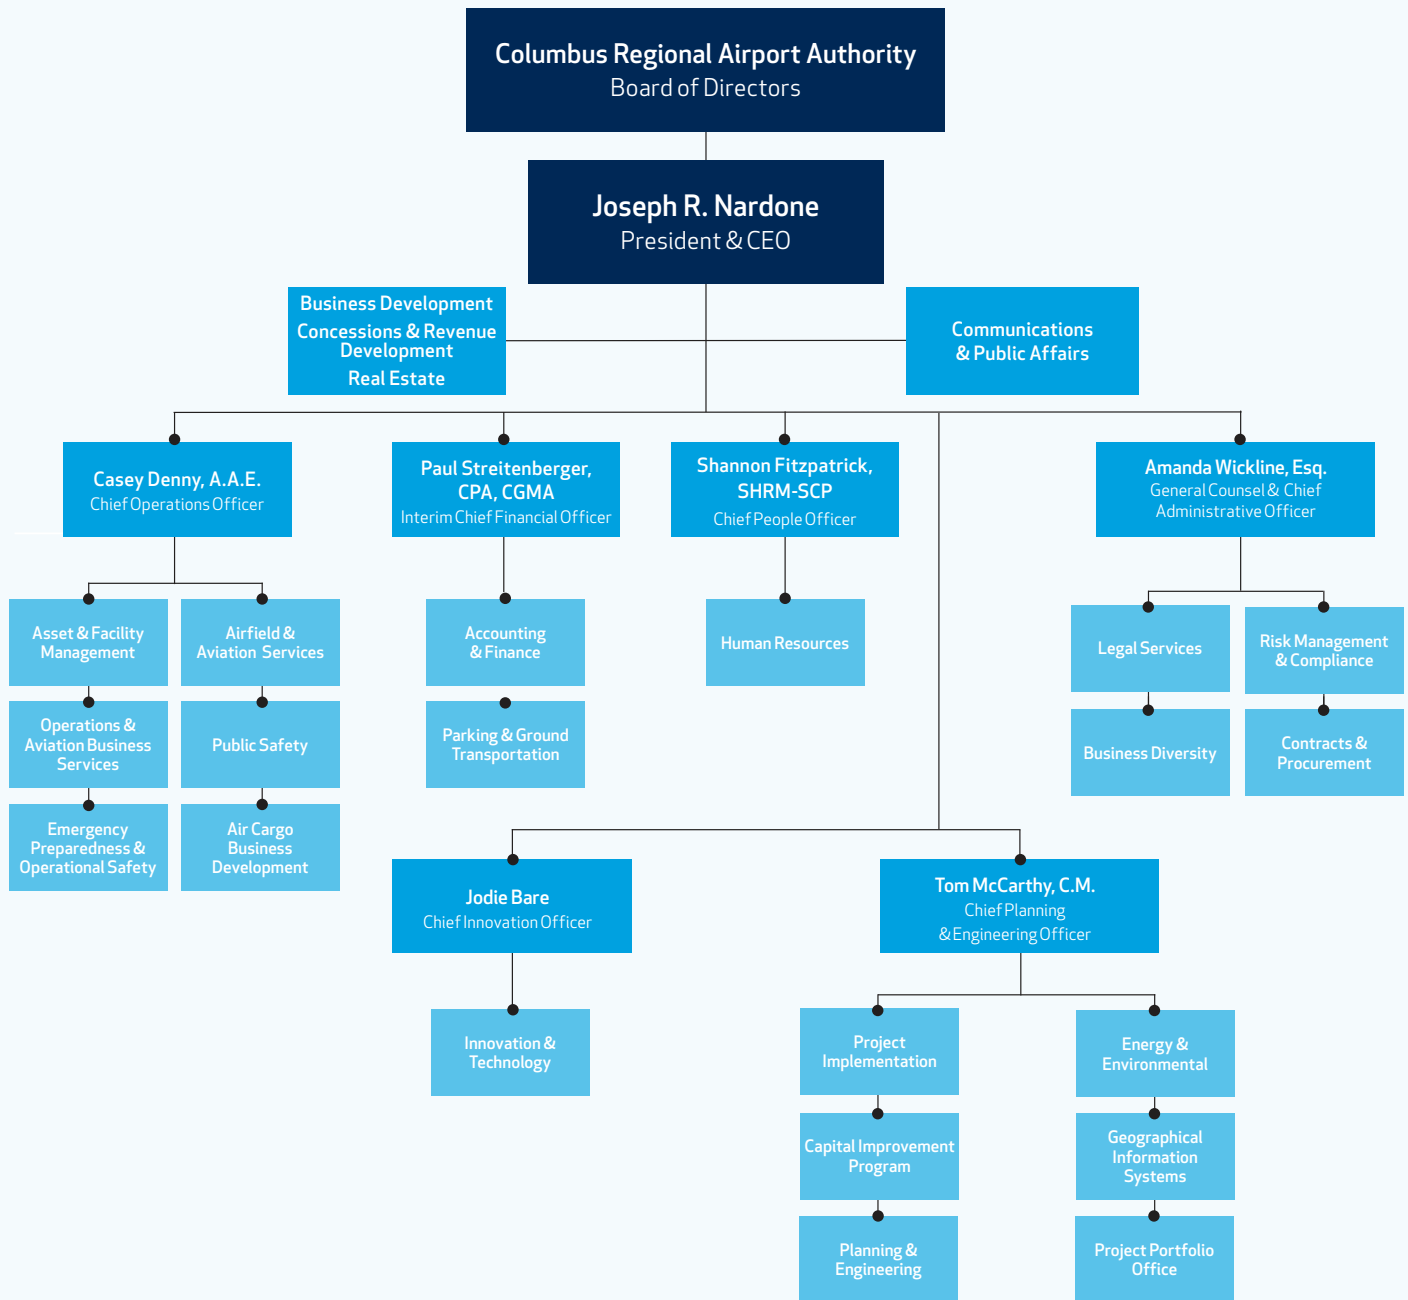 Columbus Regional Airport Authority
Board of Directors
Joseph R. Nardone
President & CEO
Business Development
Concessions & Revenue
Development
Real Estate
Communications
& Public Affairs
Casey Denny, A.A.E.
Chief Operations Officer
Paul Streitenberger,
CPA, CGMA
Interim Chief Financial Officer
Shannon Fitzpatrick,
SHRM-SCP
Chief People Officer
Amanda Wickline, Esq.
General Counsel & Chief
Administrative Officer
Asset & Facility
Management
Airfield &
Aviation Services
Accounting
& Finance
Human Resources
Legal Services
Risk Management
& Compliance
Operations &
Aviation Business
Services
Public Safety
Parking & Ground
Transportation
Business Diversity
Contracts &
Procurement
Emergency
Preparedness &
Operational Safety
Air Cargo
Business
Development
Jodie Bare
Chief Innovation Officer
Tom McCarthy, C.M.
Chief Planning
& Engineering Officer
Innovation &
Technology
Project
Implementation
Energy &
Environmental
Capital Improvement
Program
Geographical
Information
Systems
Planning &
Engineering
Project Portfolio
Office